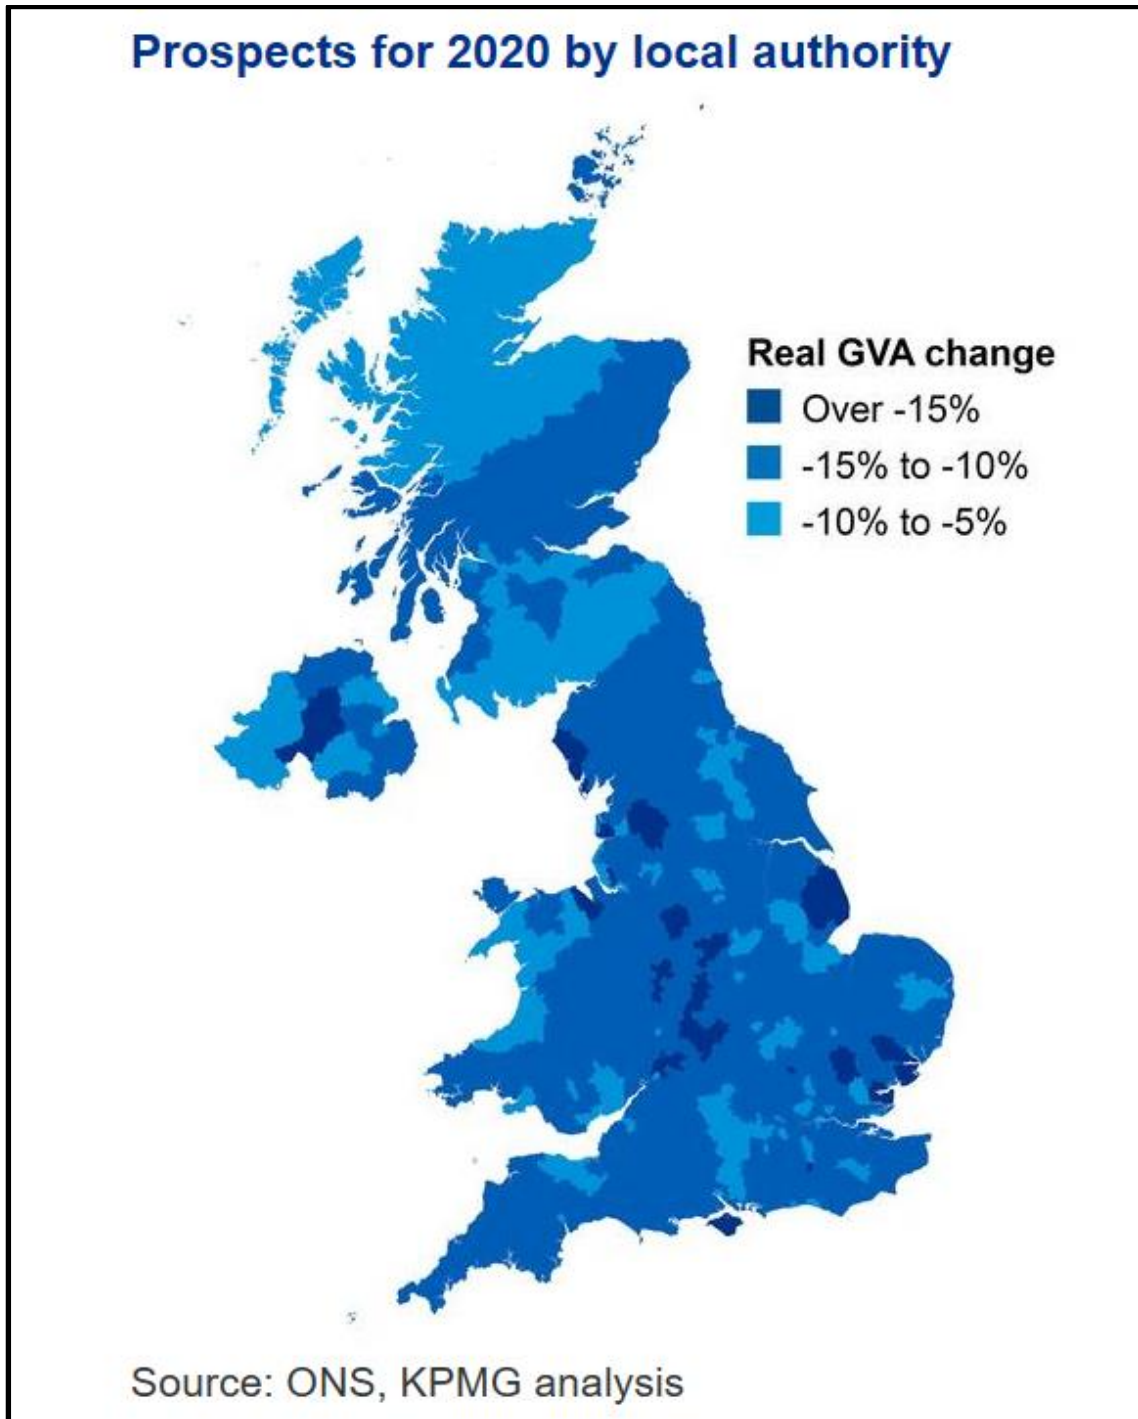 Prospects for 2020 by local authority
Real GVA change
Over -15%
-15% to -10%
-10% to -5%
Source: ONS, KPMG analysis